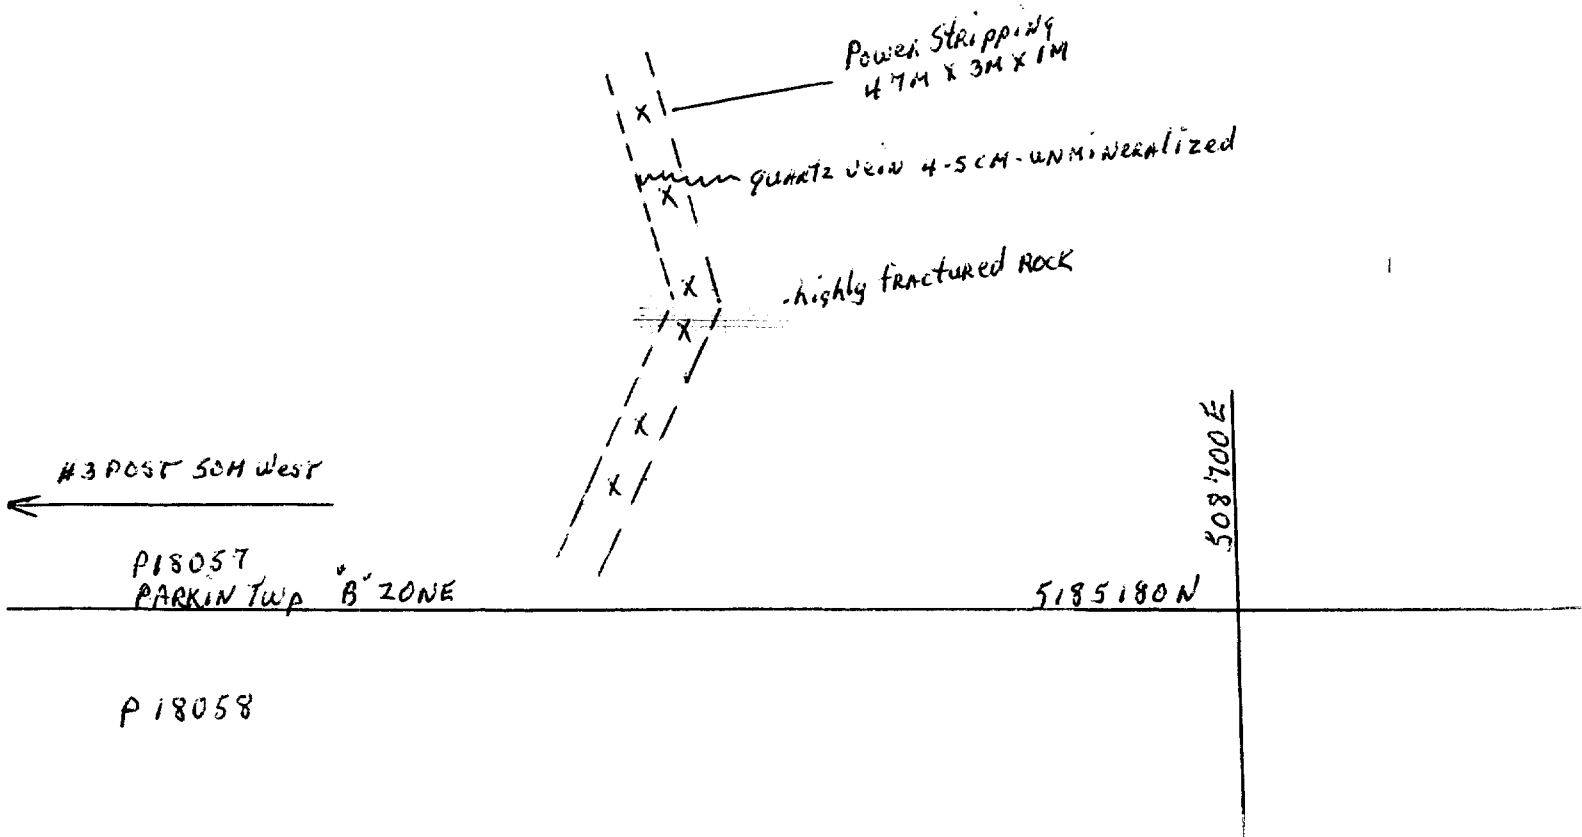 Power Stripping
47M x 3M x 1M
quartz vein 4-5CM-unmineralized
-highly fractured ROCK
#3 POST 50M West
508700E
P18057
PARKIN Twp "B" ZONE
5185180N
P18058
x
x
x
x
x
x